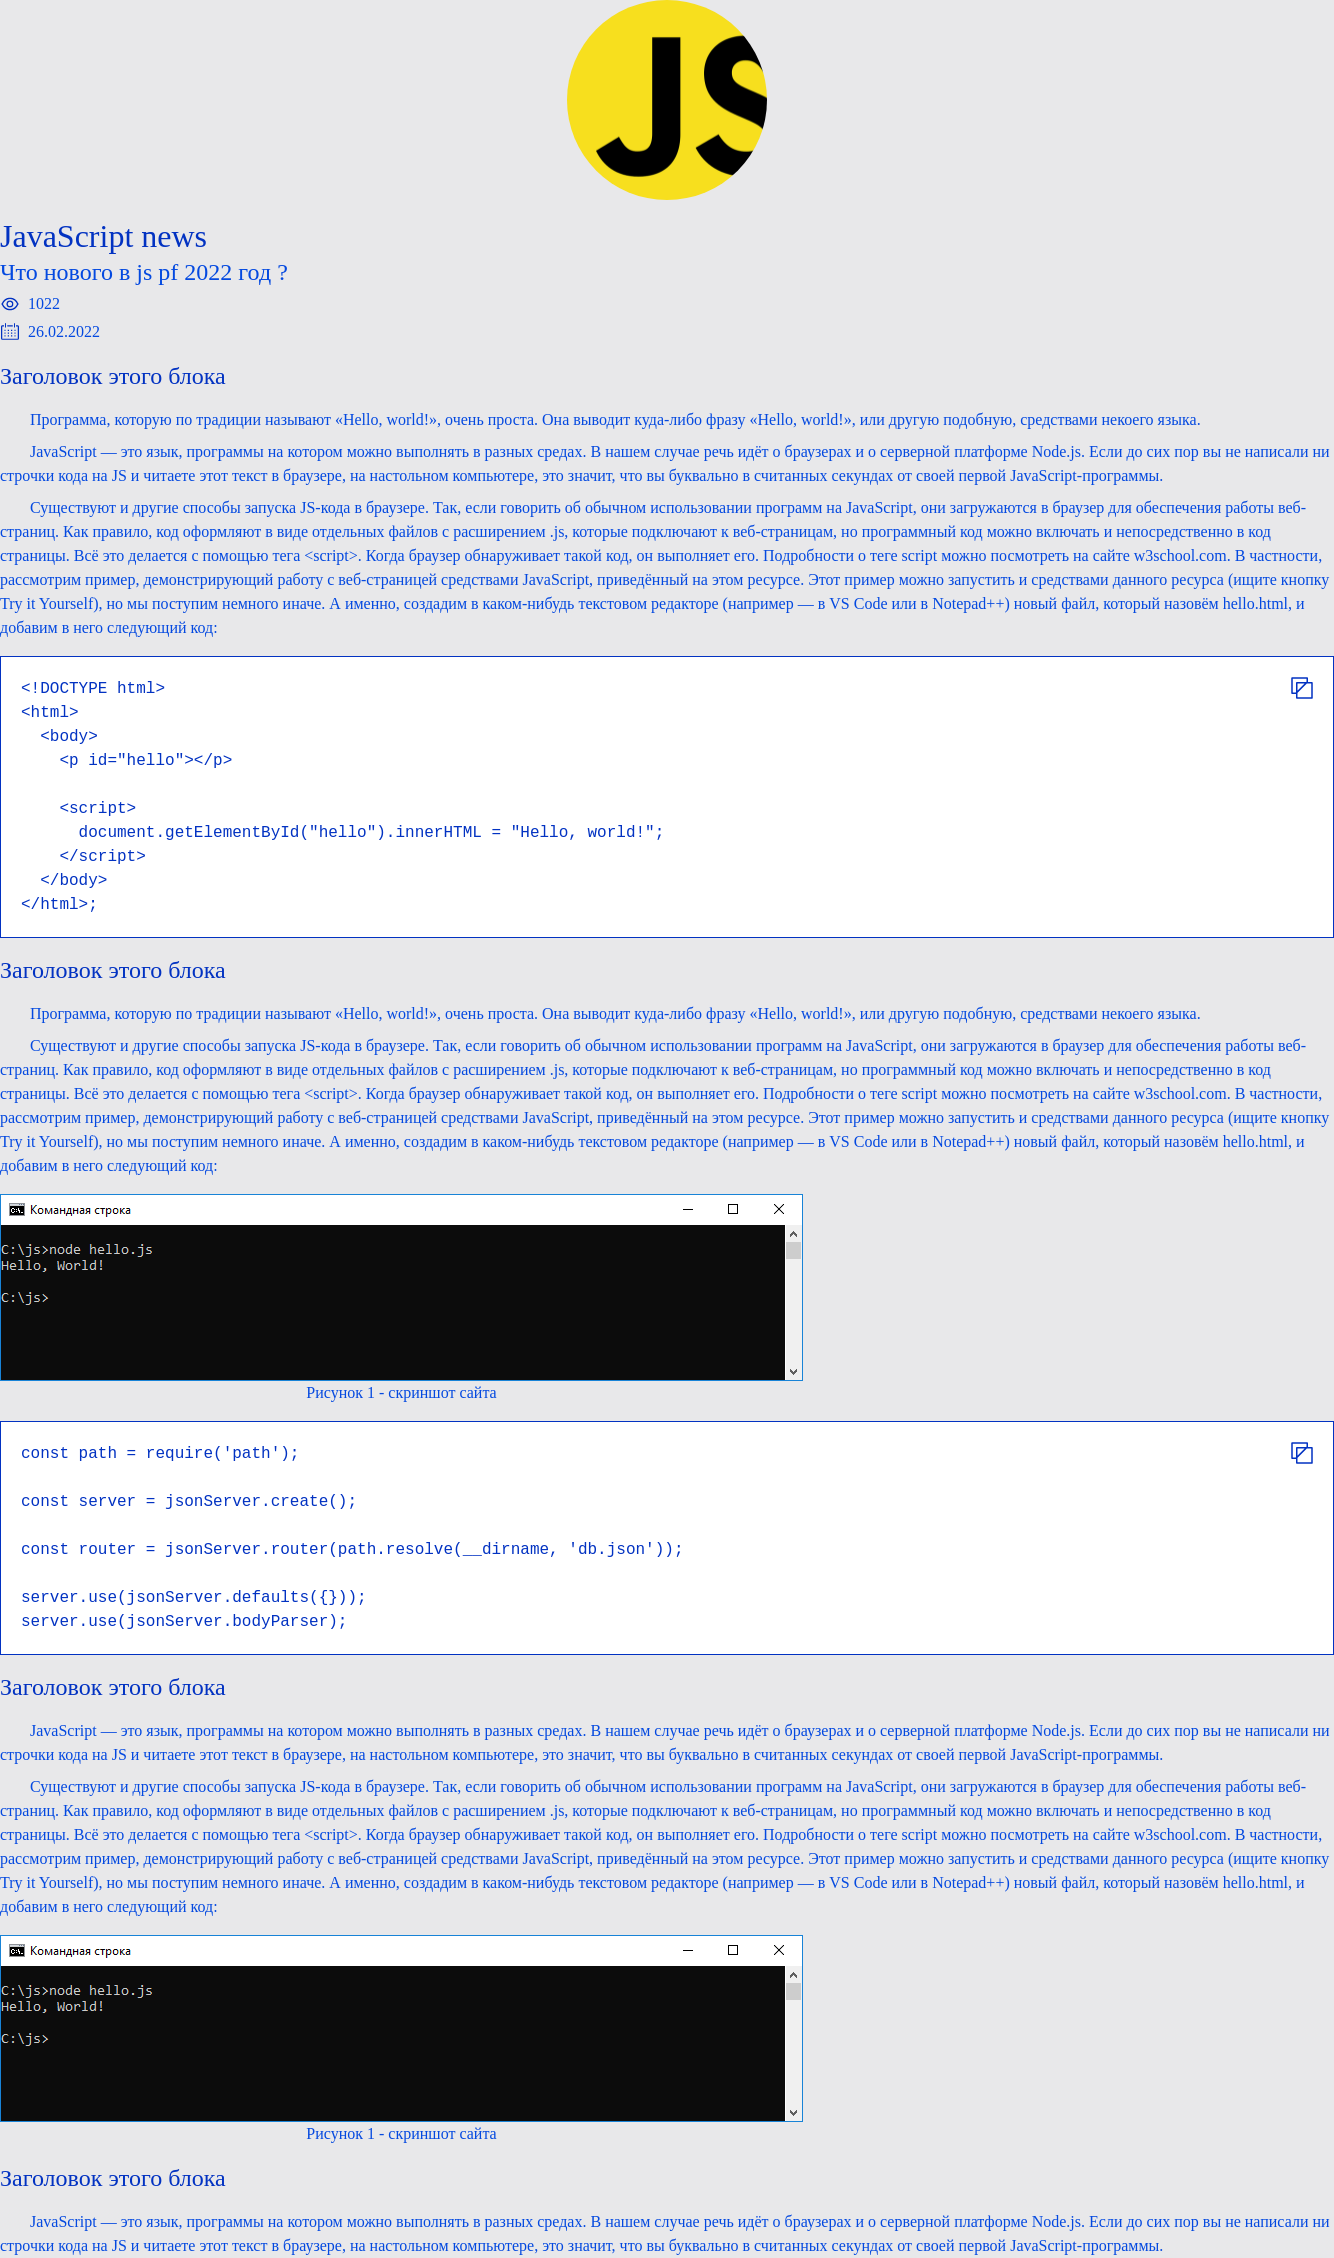 JS
JavaScript news
Что нового в js pf 2022 год ?
1022
26.02.2022
Заголовок этого блока
Программа, которую по традиции называют «Hello, world!», очень проста. Она выводит куда-либо фразу «Hello, world!», или другую подобную, средствами некоего языка.
JavaScript — это язык, программы на котором можно выполнять в разных средах. В нашем случае речь идёт о браузерах и о серверной платформе Node.js. Если до сих пор вы не написали ни
строчки кода на JS и читаете этот текст в браузере, на настольном компьютере, это значит, что вы буквально в считанных секундах от своей первой JavaScript-программы.
Существуют и другие способы запуска JS-кода в браузере. Так, если говорить об обычном использовании программ на JavaScript, они загружаются в браузер для обеспечения работы веб-
страниц. Как правило, код оформляют в виде отдельных файлов с расширением .js, которые подключают к веб-страницам, но программный код можно включать и непосредственно в код
страницы. Всё это делается с помощью тега <script>. Когда браузер обнаруживает такой код, он выполняет его. Подробности о теге script можно посмотреть на сайте w3school.com. В частности,
рассмотрим пример, демонстрирующий работу с веб-страницей средствами JavaScript, приведённый на этом ресурсе. Этот пример можно запустить и средствами данного ресурса (ищите кнопку
Try it Yourself), но мы поступим немного иначе. А именно, создадим в каком-нибудь текстовом редакторе (например — в VS Code или в Notepad++) новый файл, который назовём hello.html, и
добавим в него следующий код:
<!DOCTYPE html>
<html>
  <body>
    <p id="hello"></p>
    <script>
      document.getElementById("hello").innerHTML = "Hello, world!";
    </script>
  </body>
</html>;
Заголовок этого блока
Программа, которую по традиции называют «Hello, world!», очень проста. Она выводит куда-либо фразу «Hello, world!», или другую подобную, средствами некоего языка.
Существуют и другие способы запуска JS-кода в браузере. Так, если говорить об обычном использовании программ на JavaScript, они загружаются в браузер для обеспечения работы веб-
страниц. Как правило, код оформляют в виде отдельных файлов с расширением .js, которые подключают к веб-страницам, но программный код можно включать и непосредственно в код
страницы. Всё это делается с помощью тега <script>. Когда браузер обнаруживает такой код, он выполняет его. Подробности о теге script можно посмотреть на сайте w3school.com. В частности,
рассмотрим пример, демонстрирующий работу с веб-страницей средствами JavaScript, приведённый на этом ресурсе. Этот пример можно запустить и средствами данного ресурса (ищите кнопку
Try it Yourself), но мы поступим немного иначе. А именно, создадим в каком-нибудь текстовом редакторе (например — в VS Code или в Notepad++) новый файл, который назовём hello.html, и
добавим в него следующий код:
Командная строка
C:\js>node hello.js
Hello, World!
C:\js>
Рисунок 1 - скриншот сайта
const path = require('path');
const server = jsonServer.create();
const router = jsonServer.router(path.resolve(__dirname, 'db.json'));
server.use(jsonServer.defaults({}));
server.use(jsonServer.bodyParser);
Заголовок этого блока
JavaScript — это язык, программы на котором можно выполнять в разных средах. В нашем случае речь идёт о браузерах и о серверной платформе Node.js. Если до сих пор вы не написали ни
строчки кода на JS и читаете этот текст в браузере, на настольном компьютере, это значит, что вы буквально в считанных секундах от своей первой JavaScript-программы.
Существуют и другие способы запуска JS-кода в браузере. Так, если говорить об обычном использовании программ на JavaScript, они загружаются в браузер для обеспечения работы веб-
страниц. Как правило, код оформляют в виде отдельных файлов с расширением .js, которые подключают к веб-страницам, но программный код можно включать и непосредственно в код
страницы. Всё это делается с помощью тега <script>. Когда браузер обнаруживает такой код, он выполняет его. Подробности о теге script можно посмотреть на сайте w3school.com. В частности,
рассмотрим пример, демонстрирующий работу с веб-страницей средствами JavaScript, приведённый на этом ресурсе. Этот пример можно запустить и средствами данного ресурса (ищите кнопку
Try it Yourself), но мы поступим немного иначе. А именно, создадим в каком-нибудь текстовом редакторе (например — в VS Code или в Notepad++) новый файл, который назовём hello.html, и
добавим в него следующий код:
Командная строка
C:\js>node hello.js
Hello, World!
C:\js>
Рисунок 1 - скриншот сайта
Заголовок этого блока
JavaScript — это язык, программы на котором можно выполнять в разных средах. В нашем случае речь идёт о браузерах и о серверной платформе Node.js. Если до сих пор вы не написали ни
строчки кода на JS и читаете этот текст в браузере, на настольном компьютере, это значит, что вы буквально в считанных секундах от своей первой JavaScript-программы.